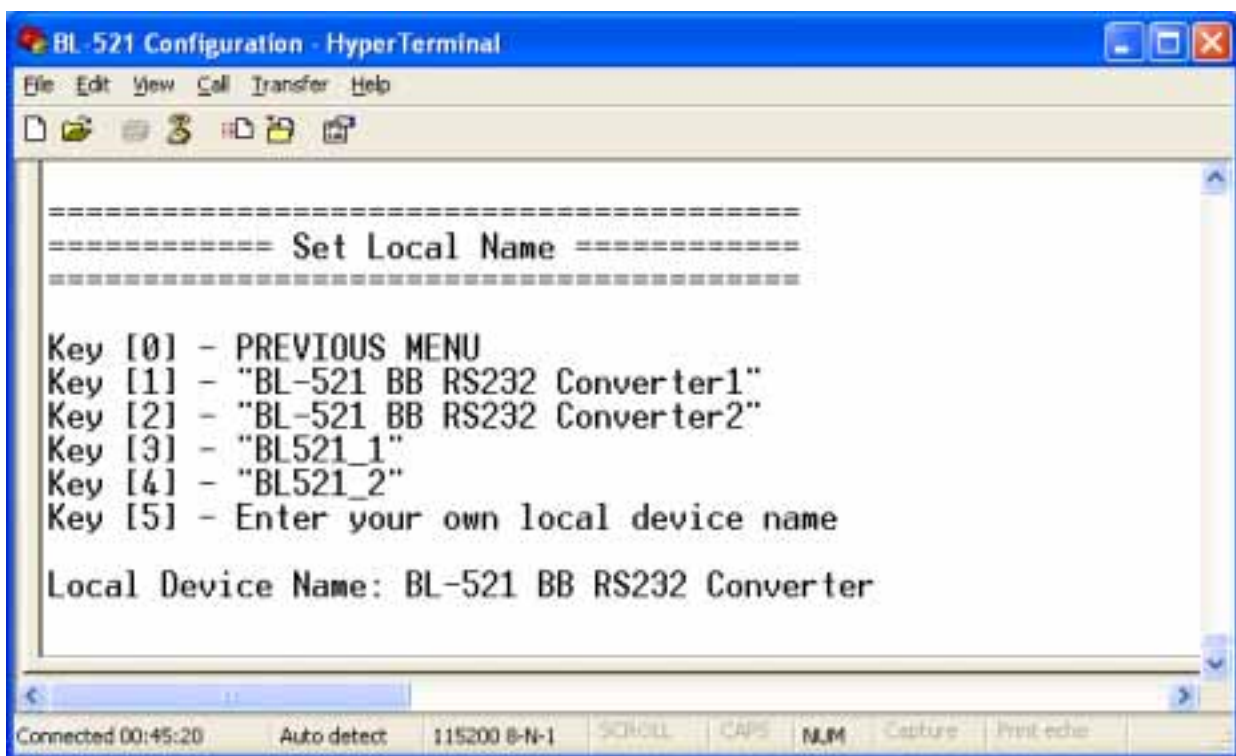 BL-521 Configuration - HyperTerminal
File Edit View Call Transfer Help
========================================
============ Set Local Name ============
========================================
Key [0] - PREVIOUS MENU
Key [1] - "BL-521 BB RS232 Converter1"
Key [2] - "BL-521 BB RS232 Converter2"
Key [3] - "BL521_1"
Key [4] - "BL521_2"
Key [5] - Enter your own local device name
Local Device Name: BL-521 BB RS232 Converter
Connected 00:45:20 Auto detect 115200 8-N-1 SCROLL CAPS NUM Capture Print echo